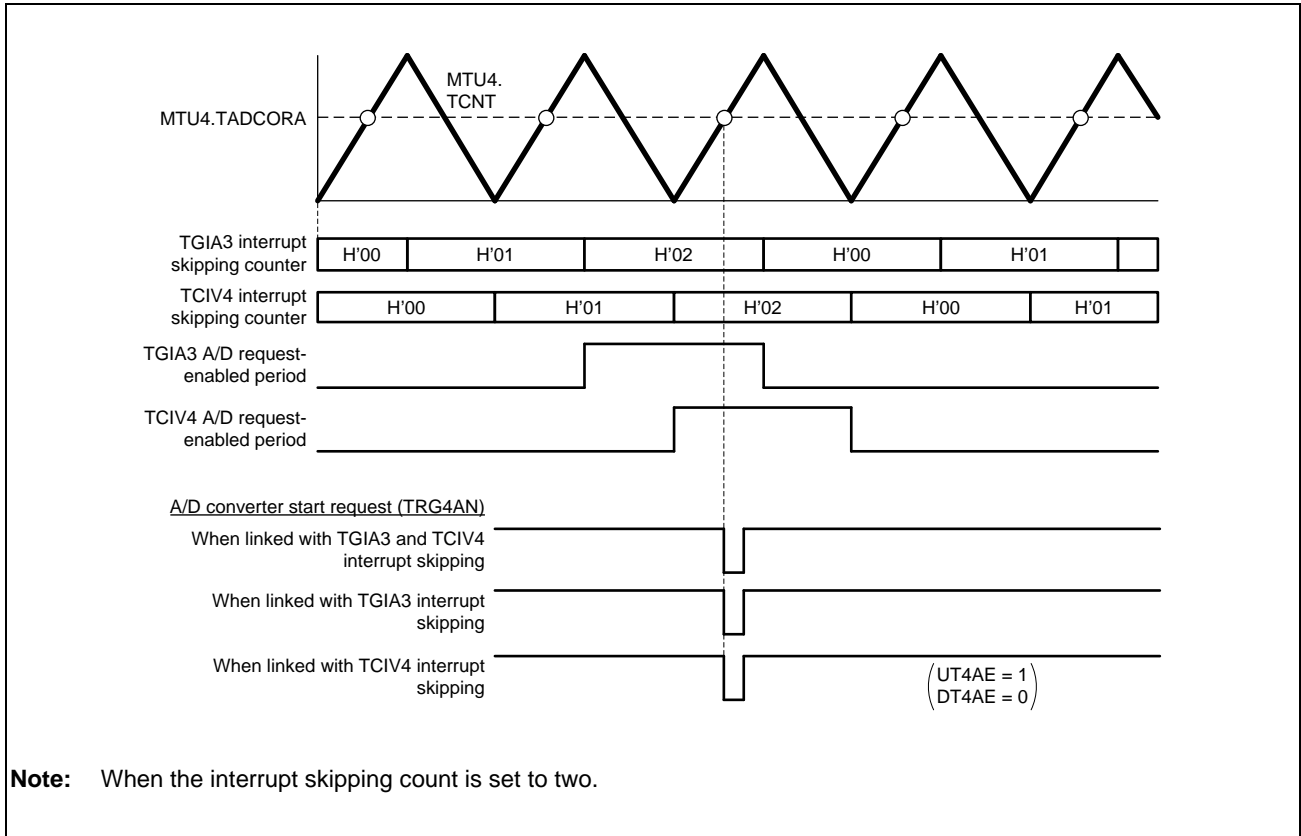 MTU4.
TCNT
MTU4.TADCORA
TGIA3 interrupt
skipping counter
H'00
H'01
H'02
H'00
H'01
TCIV4 interrupt
skipping counter
H'00
H'01
H'02
H'00
H'01
TGIA3 A/D request-
enabled period
TCIV4 A/D request-
enabled period
A/D converter start request (TRG4AN)
When linked with TGIA3 and TCIV4
interrupt skipping
When linked with TGIA3 interrupt
skipping
When linked with TCIV4 interrupt
skipping
UT4AE = 1
DT4AE = 0
Note: When the interrupt skipping count is set to two.